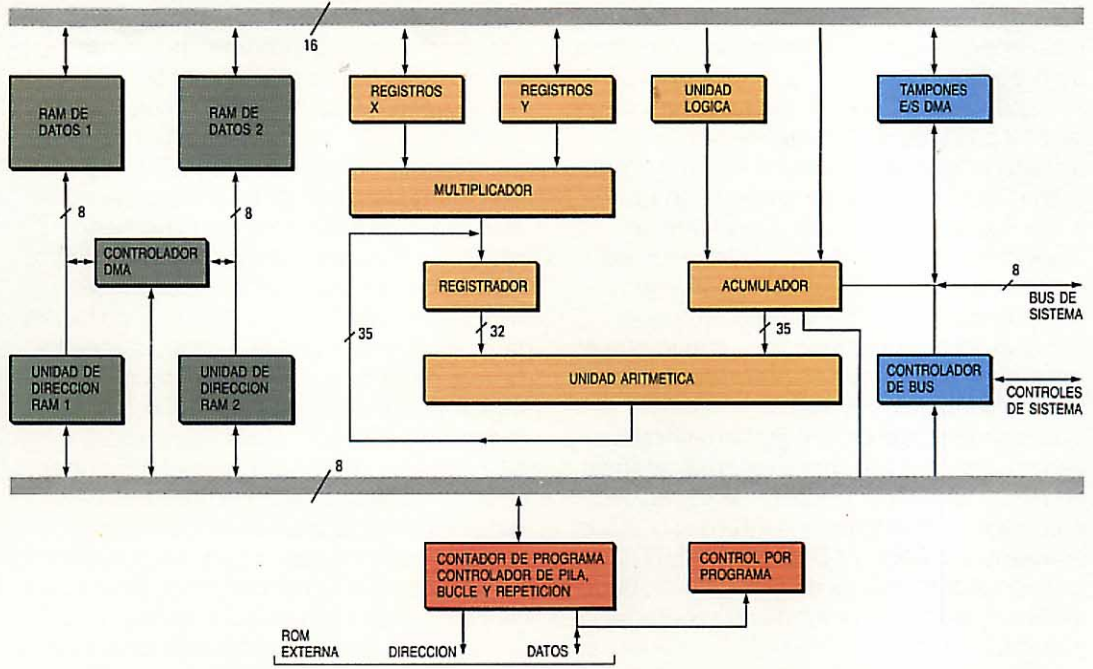 16
RAM DE
DATOS 1
RAM DE
DATOS 2
REGISTROS
X
REGISTROS
Y
UNIDAD
LOGICA
TAMPONES
E/S DMA
MULTIPLICADOR
8
8
CONTROLADOR
DMA
REGISTRADOR
ACUMULADOR
8
BUS DE
SISTEMA
35
32
35
UNIDAD DE
DIRECCION
RAM 1
UNIDAD DE
DIRECCION
RAM 2
UNIDAD ARITMETICA
CONTROLADOR
DE BUS
CONTROLES
DE SISTEMA
8
CONTADOR DE PROGRAMA
CONTROLADOR DE PILA,
BUCLE Y REPETICION
CONTROL POR
PROGRAMA
ROM
EXTERNA
DIRECCION
DATOS